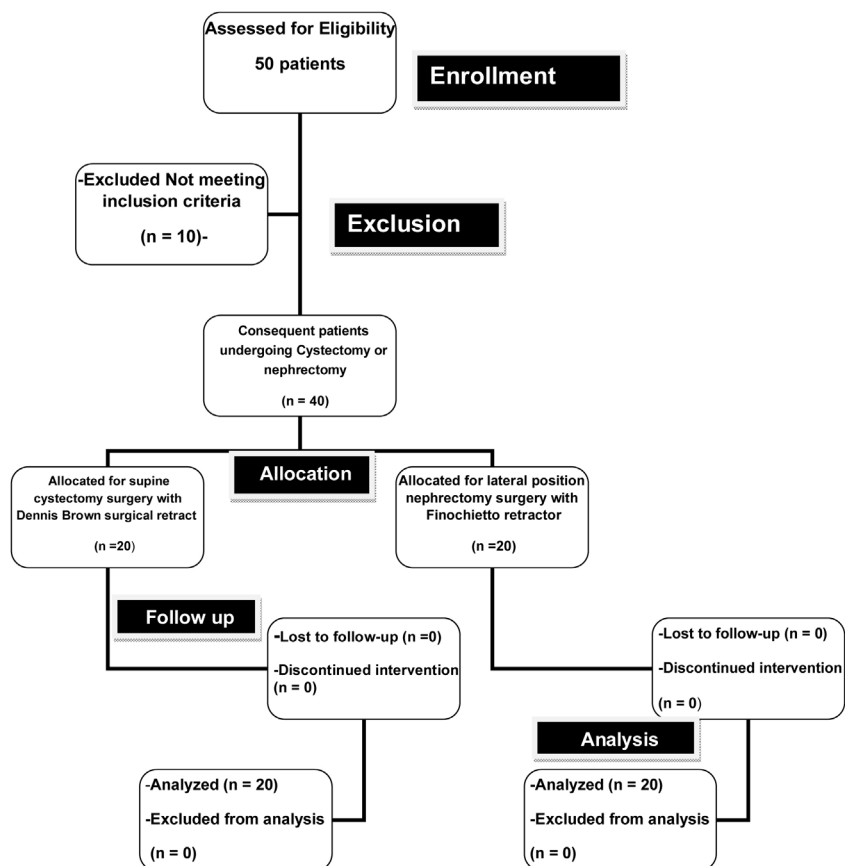 Assessed for Eligibility
50 patients
Enrollment
-Excluded Not meeting
inclusion criteria
(n = 10)-
Exclusion
Consequent patients
undergoing Cystectomy or
nephrectomy
(n = 40)
Allocation
Allocated for supine
cystectomy surgery with
Dennis Brown surgical retract
(n =20)
Allocated for lateral position
nephrectomy surgery with
Finochietto retractor
(n =20)
Follow up
-Lost to follow-up (n =0)
-Discontinued intervention
(n = 0)
-Lost to follow-up (n = 0)
-Discontinued intervention
(n = 0)
Analysis
-Analyzed (n = 20)
-Excluded from analysis
(n = 0)
-Analyzed (n = 20)
-Excluded from analysis
(n = 0)